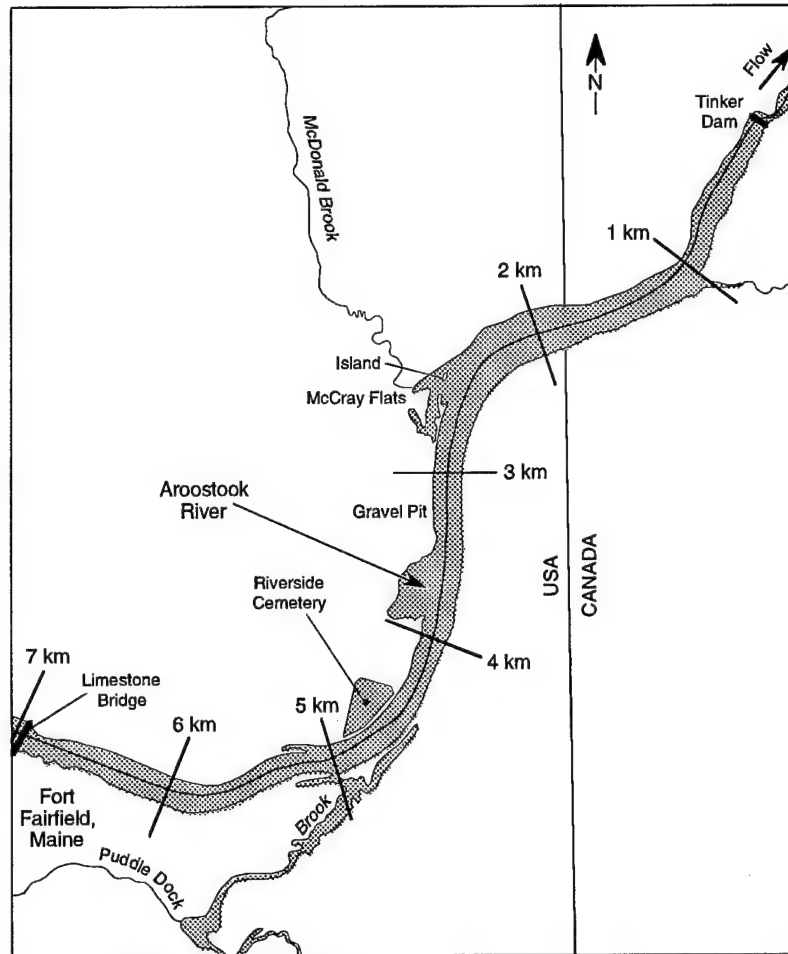 Flow
N
Tinker
Dam
McDonald Brook
1 km
2 km
Island
McCray Flats
3 km
Aroostook
River
Gravel Pit
USA
CANADA
Riverside
Cemetery
4 km
7 km
Limestone
Bridge
6 km
5 km
Fort
Fairfield,
Maine
Puddle Dock
Brook